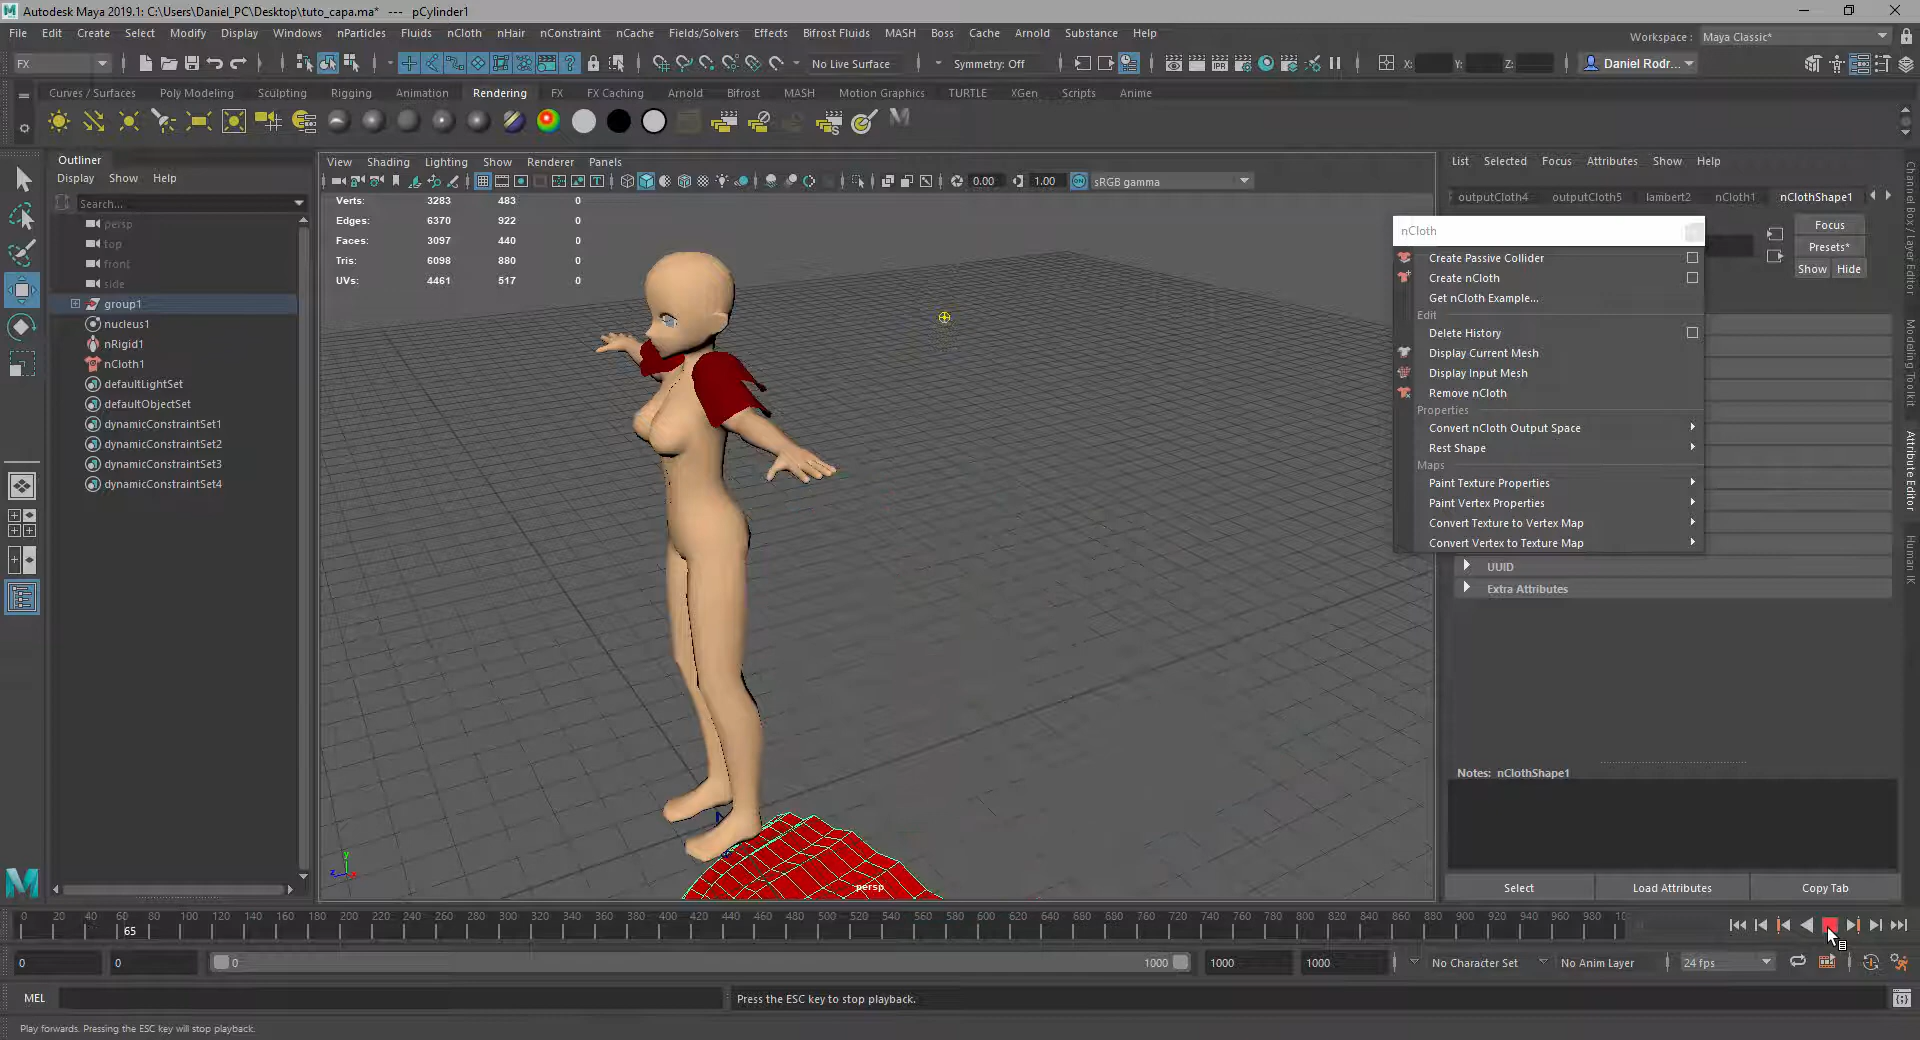 Autodesk Maya 2019.1: C:\Users\Daniel_PC\Desktop\tuto_capa.ma*   ---   pCylinder1
File Edit Create Select Modify Display Windows nParticles Fluids nCloth nHair nConstraint nCache Fields/Solvers Effects Bifrost Fluids MASH Boss Cache Arnold Substance Help
Workspace : Maya Classic*
FX
No Live Surface
Symmetry: Off
X: Y: Z:
Daniel Rodr...
Curves / Surfaces Poly Modeling Sculpting Rigging Animation Rendering FX FX Caching Arnold Bifrost MASH Motion Graphics TURTLE XGen Scripts Anime
Outliner
Display Show Help
Search...
persp
top
front
side
group1
nucleus1
nRigid1
nCloth1
defaultLightSet
defaultObjectSet
dynamicConstraintSet1
dynamicConstraintSet2
dynamicConstraintSet3
dynamicConstraintSet4
View Shading Lighting Show Renderer Panels
0.00 1.00 ON sRGB gamma
Verts: 3283 483 0
Edges: 6370 922 0
Faces: 3097 440 0
Tris: 6098 880 0
UVs: 4461 517 0
persp
List Selected Focus Attributes Show Help
outputCloth4 outputCloth5 lambert2 nCloth1 nClothShape1
Focus
Presets*
Show Hide
nCloth
Create Passive Collider
Create nCloth
Get nCloth Example...
Edit
Delete History
Display Current Mesh
Display Input Mesh
Remove nCloth
Properties
Convert nCloth Output Space
Rest Shape
Maps
Paint Texture Properties
Paint Vertex Properties
Convert Texture to Vertex Map
Convert Vertex to Texture Map
UUID
Extra Attributes
Notes: nClothShape1
Select Load Attributes Copy Tab
Channel Box / Layer Editor
Modeling Toolkit
Attribute Editor
Human IK
0 20 40 60 80 100 120 140 160 180 200 220 240 260 280 300 320 340 360 380 400 420 440 460 480 500 520 540 560 580 600 620 640 660 680 700 720 740 760 780 800 820 840 860 880 900 920 940 960 980 10
65
0 0 0 1000 1000 1000 No Character Set No Anim Layer 24 fps
MEL
Press the ESC key to stop playback.
Play forwards. Pressing the ESC key will stop playback.